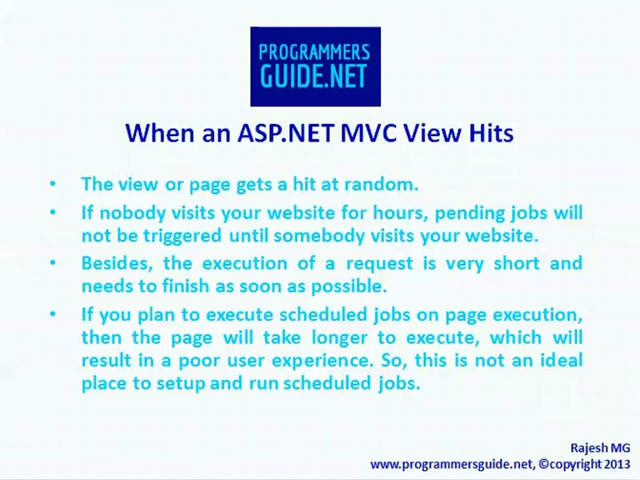 PROGRAMMERS
GUIDE.NET
When an ASP.NET MVC View Hits
• The view or page gets a hit at random.
• If nobody visits your website for hours, pending jobs will
not be triggered until somebody visits your website.
• Besides, the execution of a request is very short and
needs to finish as soon as possible.
• If you plan to execute scheduled jobs on page execution,
then the page will take longer to execute, which will
result in a poor user experience. So, this is not an ideal
place to setup and run scheduled jobs.
Rajesh MG
www.programmersguide.net, ©copyright 2013